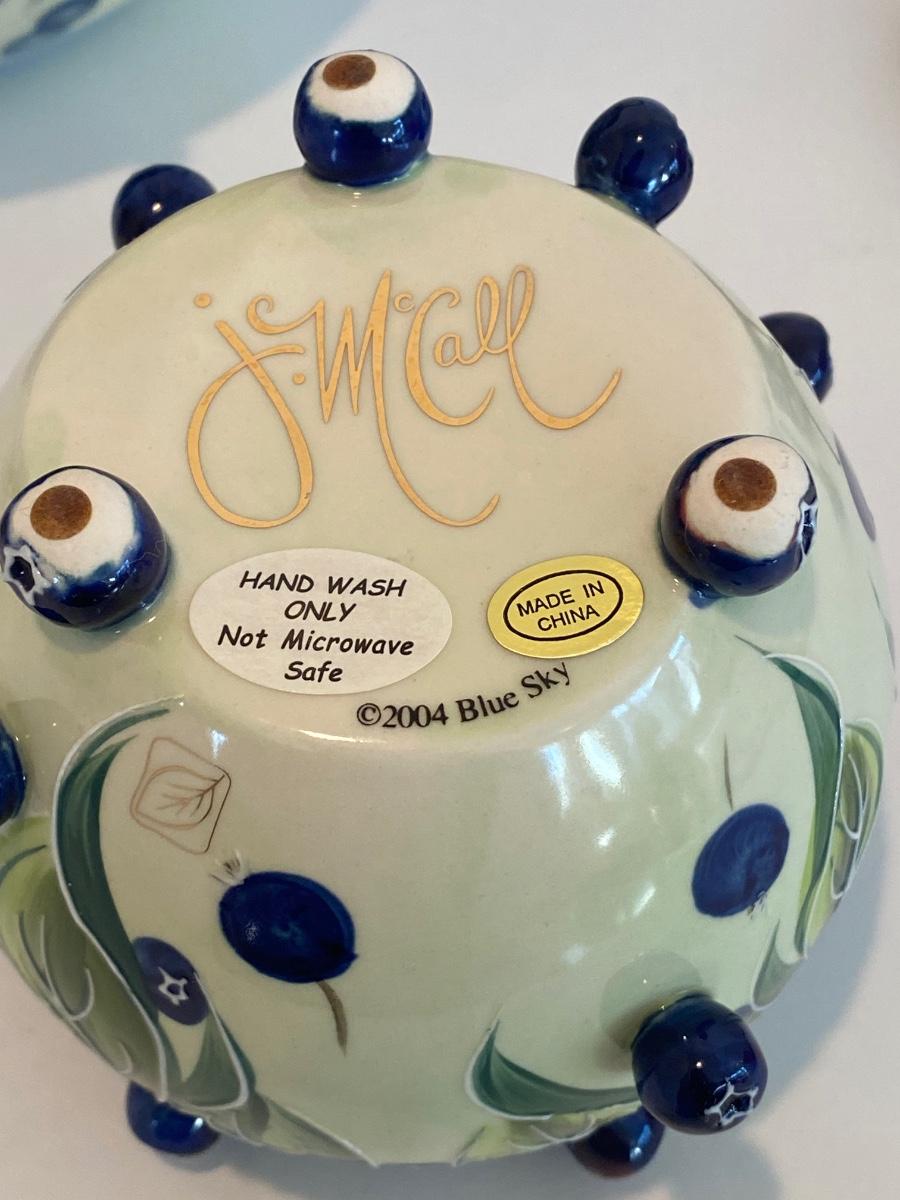 J. McCall
HAND WASH
ONLY
Not Microwave
Safe
MADE IN
CHINA
©2004 Blue Sky